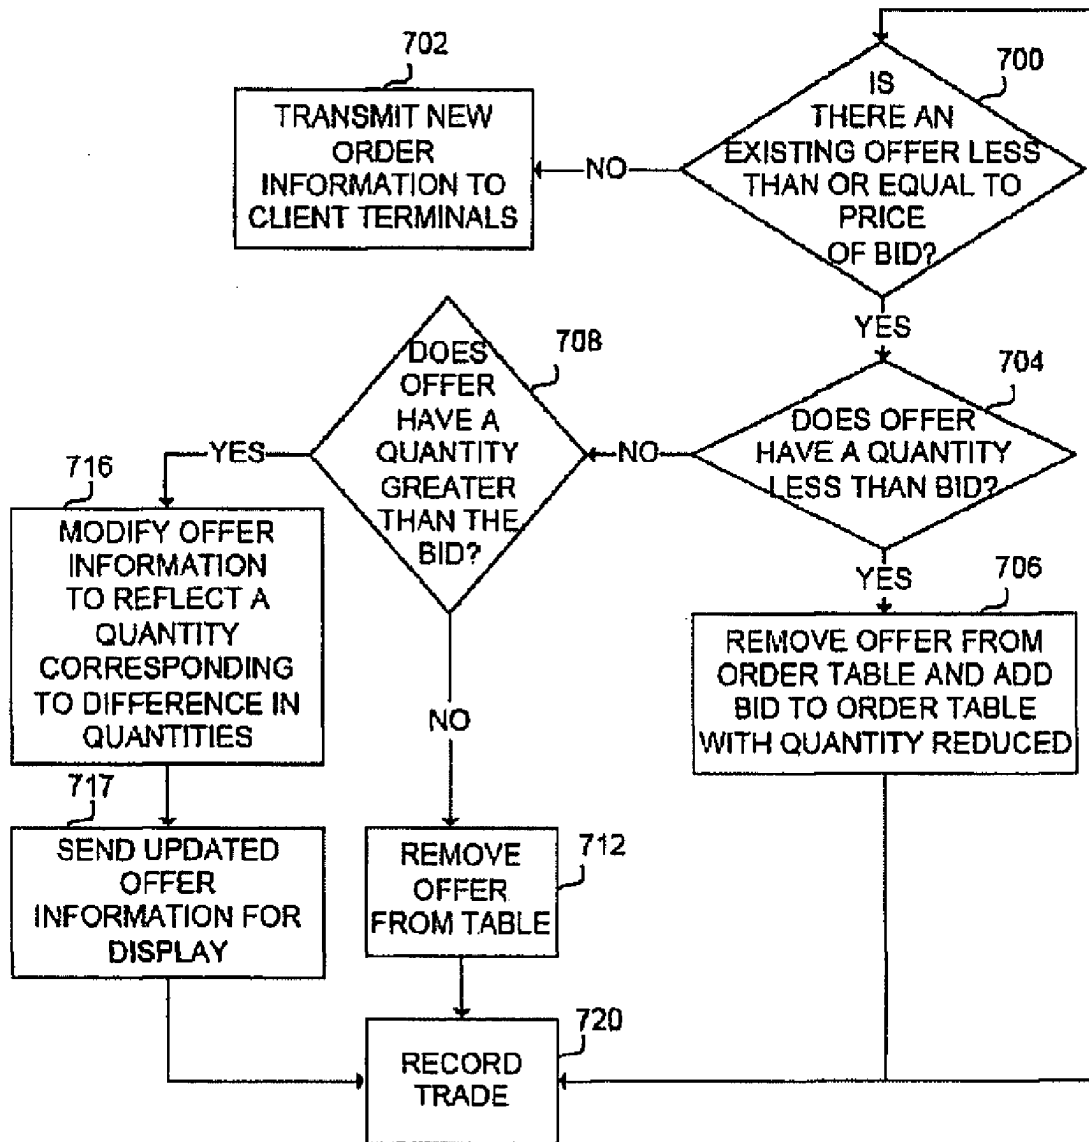 702
TRANSMIT NEW
ORDER
INFORMATION TO
CLIENT TERMINALS
NO
700
IS
THERE AN
EXISTING OFFER LESS
THAN OR EQUAL TO
PRICE
OF BID?
YES
704
DOES OFFER
HAVE A QUANTITY
LESS THAN BID?
NO
708
DOES
OFFER
HAVE A
QUANTITY
GREATER
THAN THE
BID?
YES
716
MODIFY OFFER
INFORMATION
TO REFLECT A
QUANTITY
CORRESPONDING
TO DIFFERENCE IN
QUANTITIES
YES
706
REMOVE OFFER FROM
ORDER TABLE AND ADD
BID TO ORDER TABLE
WITH QUANTITY REDUCED
NO
717
SEND UPDATED
OFFER
INFORMATION FOR
DISPLAY
712
REMOVE
OFFER
FROM TABLE
720
RECORD
TRADE